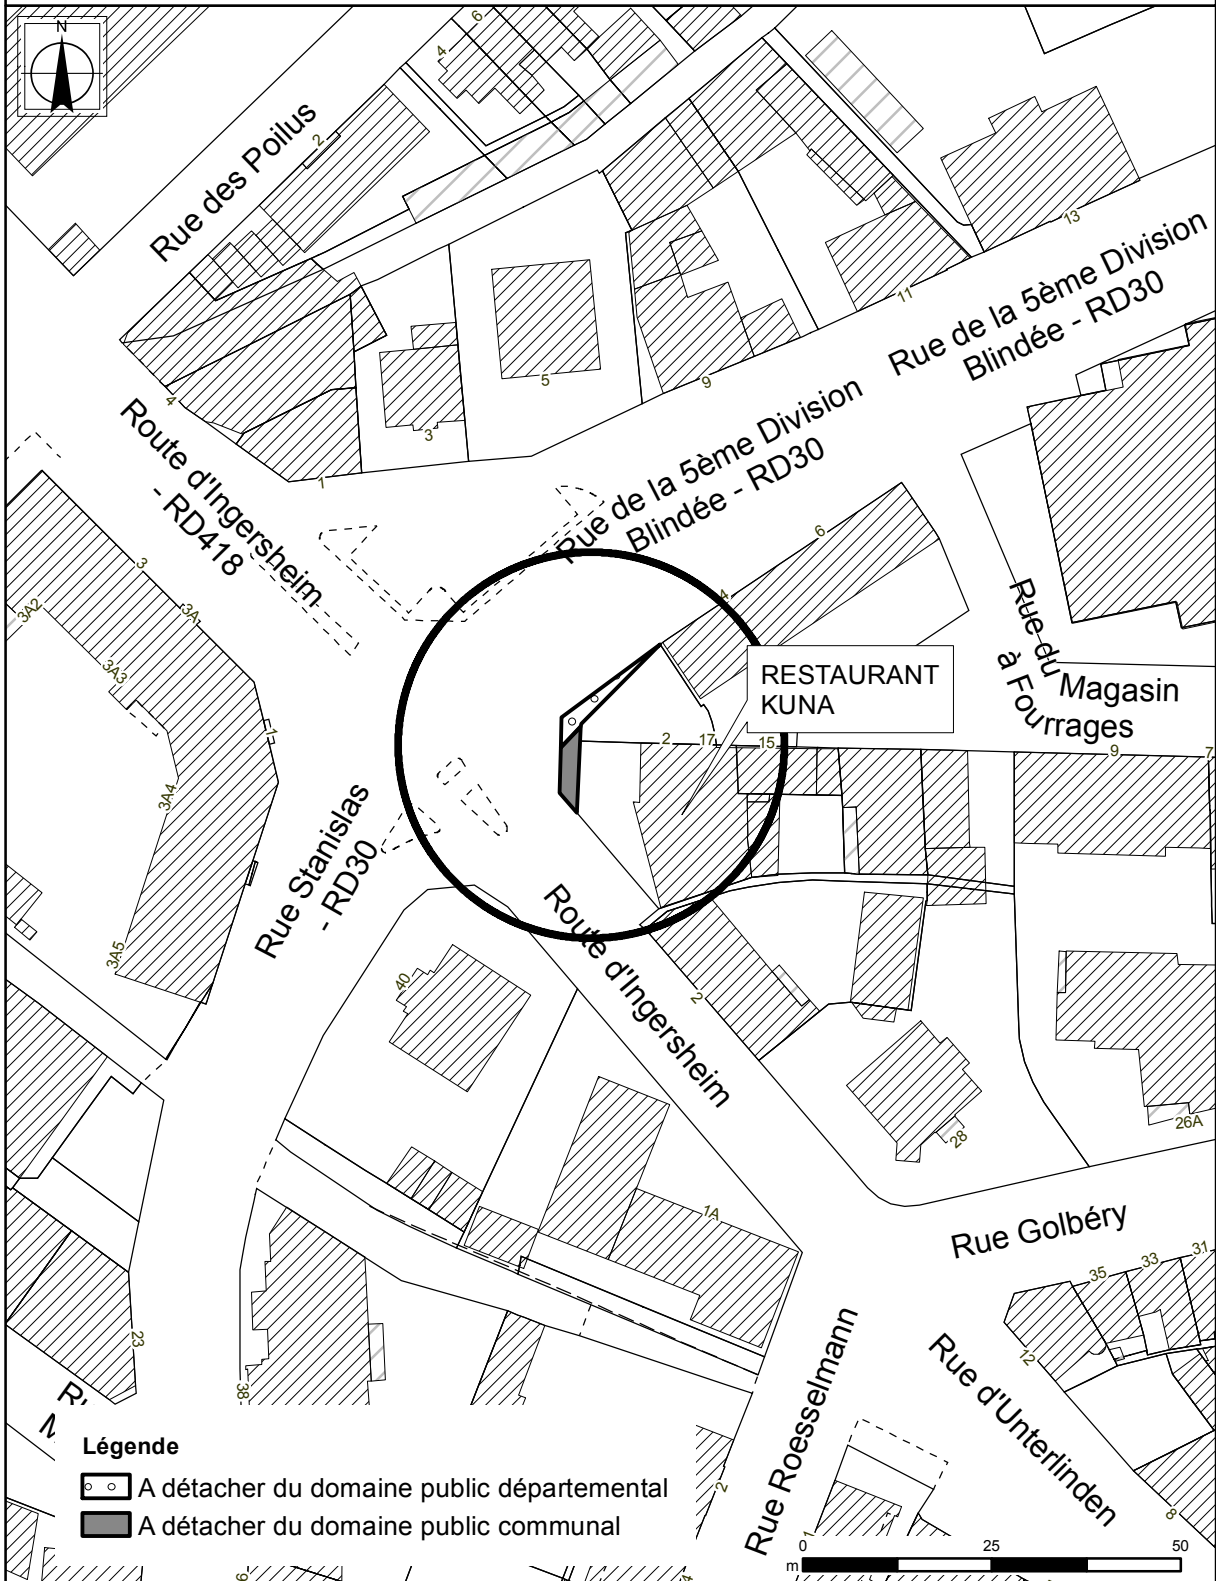 N
6
4
2
Rue des Poilus
13
11
Rue de la 5ème Division
Blindée - RD30
5
9
4
3
1
Route d'Ingersheim
- RD418
Rue de la 5ème Division
Blindée - RD30
6
4
3
3A
3A2
3A3
3A4
3A5
1
Rue du
Magasin
à Fourrages
RESTAURANT
KUNA
2
17
15
9
7
Rue Stanislas
- RD30
Route d'Ingersheim
40
2
28
26A
1A
Rue Golbéry
35
33
31
12
8
Rue d'Unterlinden
Rue Roesselmann
23
38
2
1
Légende
A détacher du domaine public départemental
A détacher du domaine public communal
0
25
50
m